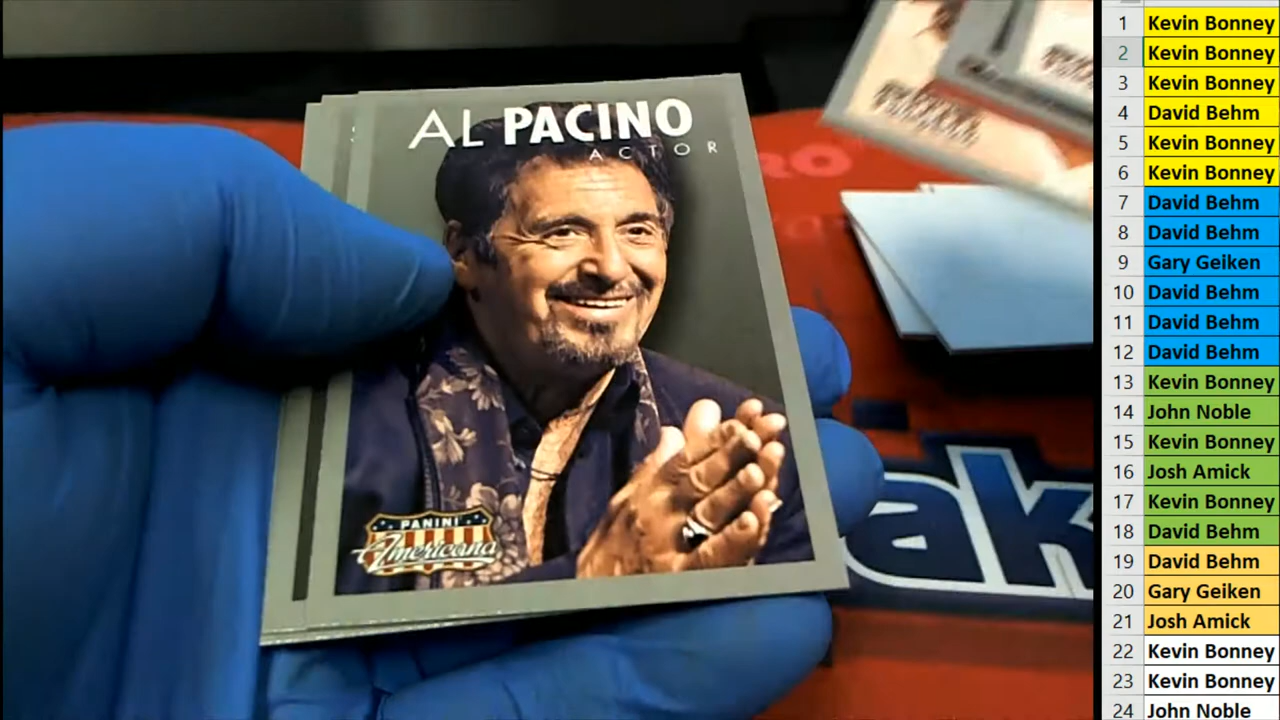 AL PACINO
ACTOR
PANINI
Americana
RO
ak
1 Kevin Bonney
2 Kevin Bonney
3 Kevin Bonney
4 David Behm
5 Kevin Bonney
6 Kevin Bonney
7 David Behm
8 David Behm
9 Gary Geiken
10 David Behm
11 David Behm
12 David Behm
13 Kevin Bonney
14 John Noble
15 Kevin Bonney
16 Josh Amick
17 Kevin Bonney
18 David Behm
19 David Behm
20 Gary Geiken
21 Josh Amick
22 Kevin Bonney
23 Kevin Bonney
24 John Noble